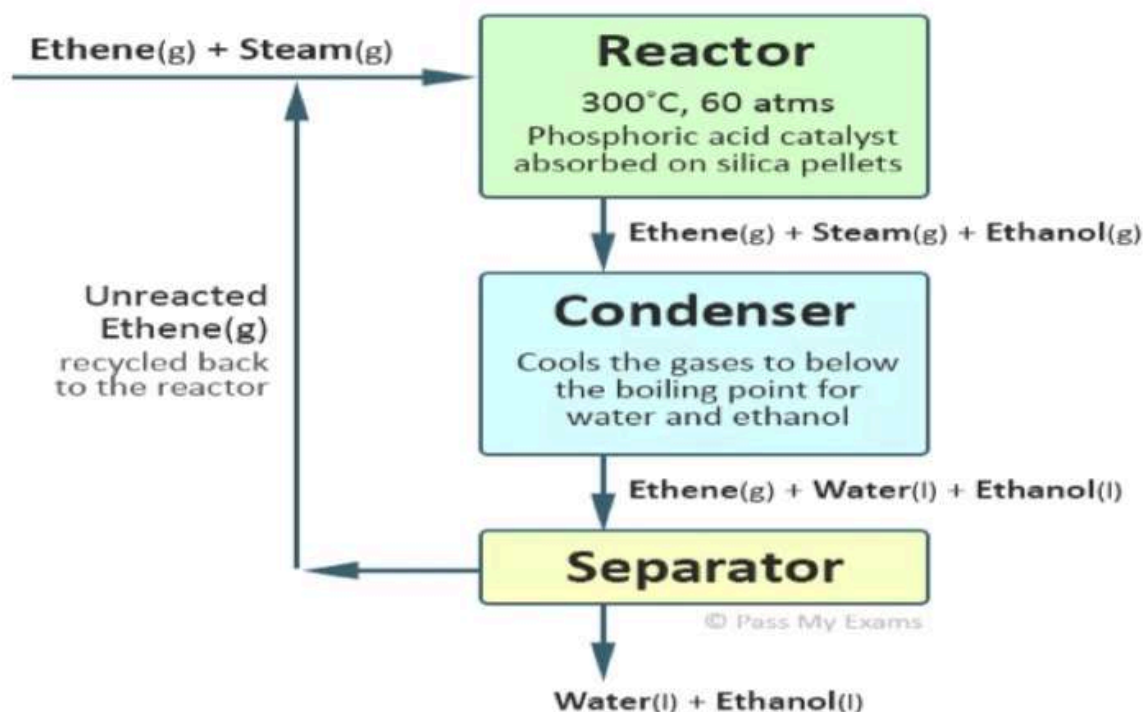 Ethene(g) + Steam(g)
Reactor
300°C, 60 atms
Phosphoric acid catalyst
absorbed on silica pellets
Ethene(g) + Steam(g) + Ethanol(g)
Unreacted
Ethene(g)
recycled back
to the reactor
Condenser
Cools the gases to below
the boiling point for
water and ethanol
Ethene(g) + Water(l) + Ethanol(l)
Separator
© Pass My Exams
Water(l) + Ethanol(l)